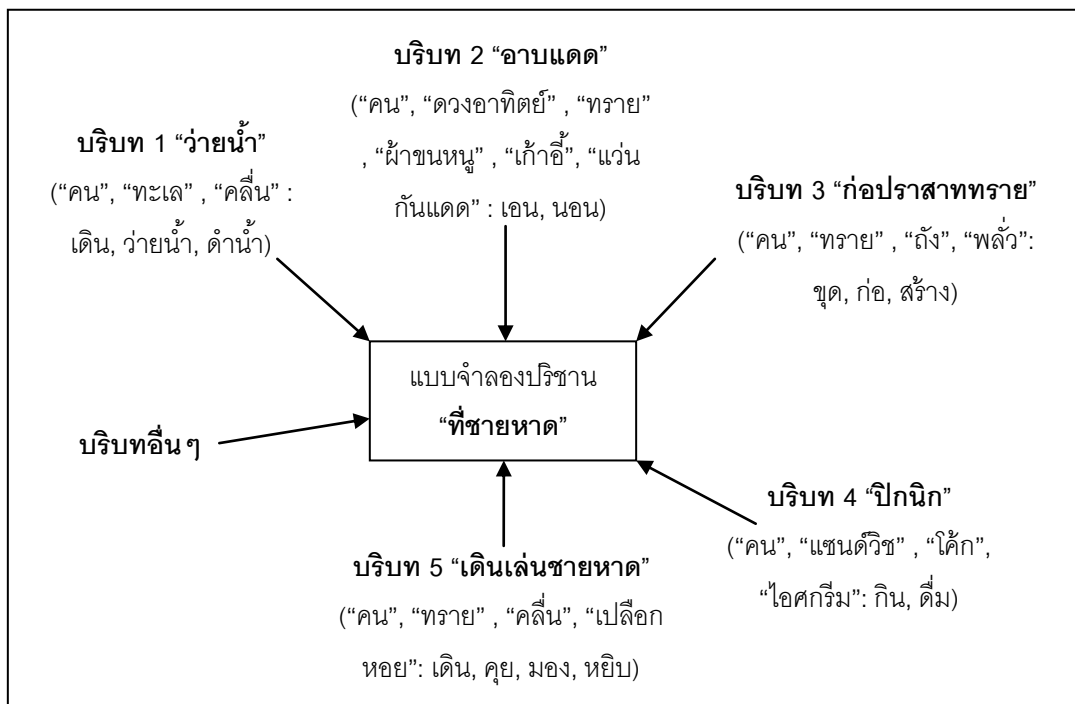 บริบท 2 “อาบแดด”
(“คน”, “ดวงอาทิตย์” , “ทราย”
, “ผ้าขนหนู” , “เก้าอี้”, “แว่น
กันแดด” : เอน, นอน)
บริบท 1 “ว่ายน้ำ”
(“คน”, “ทะเล” , “คลื่น” :
เดิน, ว่ายน้ำ, ดำน้ำ)
บริบท 3 “ก่อปราสาททราย”
(“คน”, “ทราย” , “ถัง”, “พลั่ว”:
ขุด, ก่อ, สร้าง)
แบบจำลองปริชาน
“ที่ชายหาด”
บริบทอื่น ๆ
บริบท 4 “ปิกนิก”
(“คน”, “แซนด์วิช” , “โค้ก”,
“ไอศกรีม”: กิน, ดื่ม)
บริบท 5 “เดินเล่นชายหาด”
(“คน”, “ทราย” , “คลื่น”, “เปลือก
หอย”: เดิน, คุย, มอง, หยิบ)